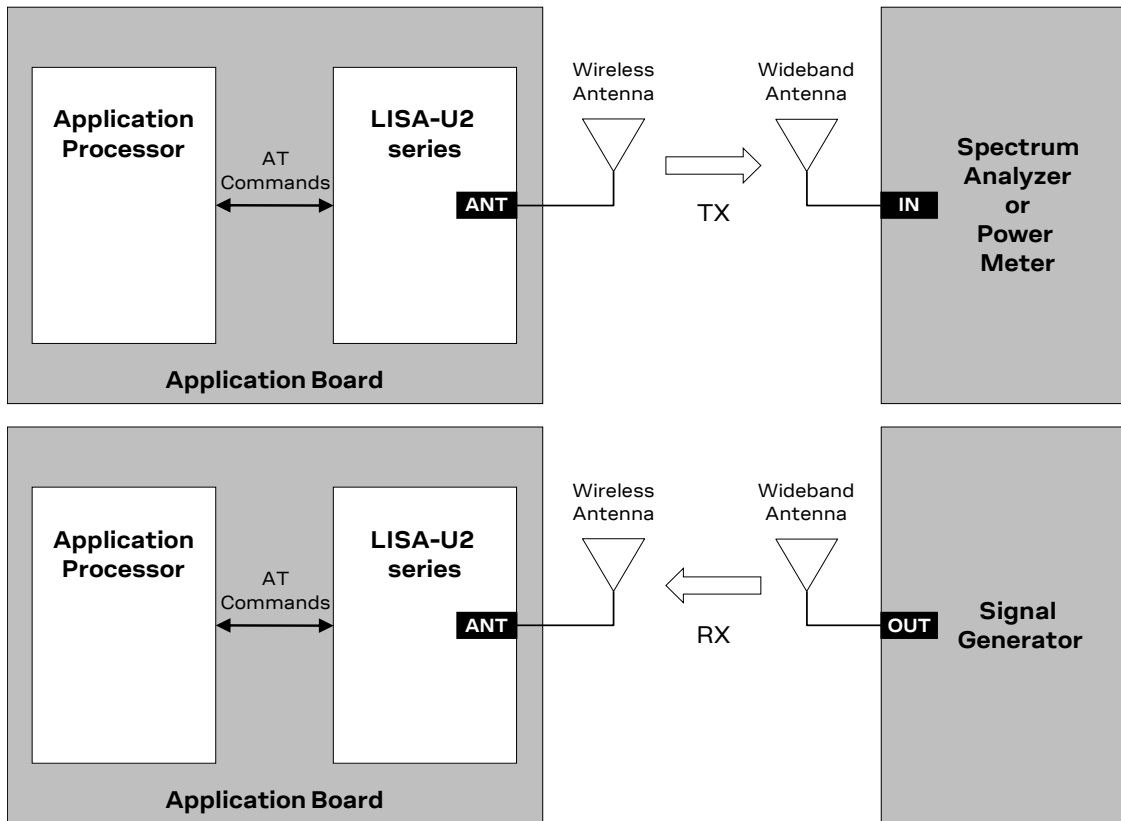 Application
Processor
AT
Commands
LISA-U2
series
ANT
Wireless
Antenna
TX
Wideband
Antenna
IN
Spectrum
Analyzer
or
Power
Meter
Application Board
Application
Processor
AT
Commands
LISA-U2
series
ANT
Wireless
Antenna
RX
Wideband
Antenna
OUT
Signal
Generator
Application Board